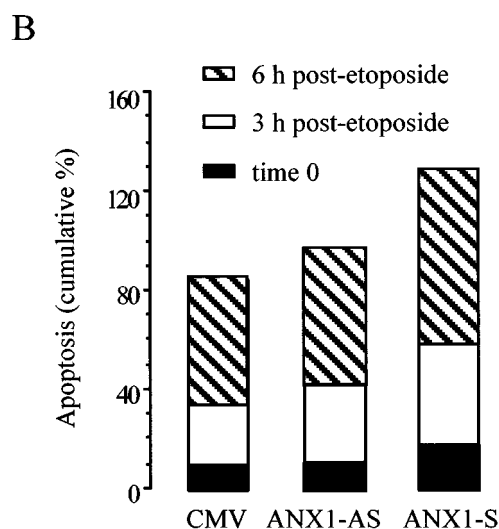 B
6 h post-etoposide
3 h post-etoposide
time 0
Apoptosis (cumulative %)
160
120
80
40
0
CMV ANX1-AS ANX1-S